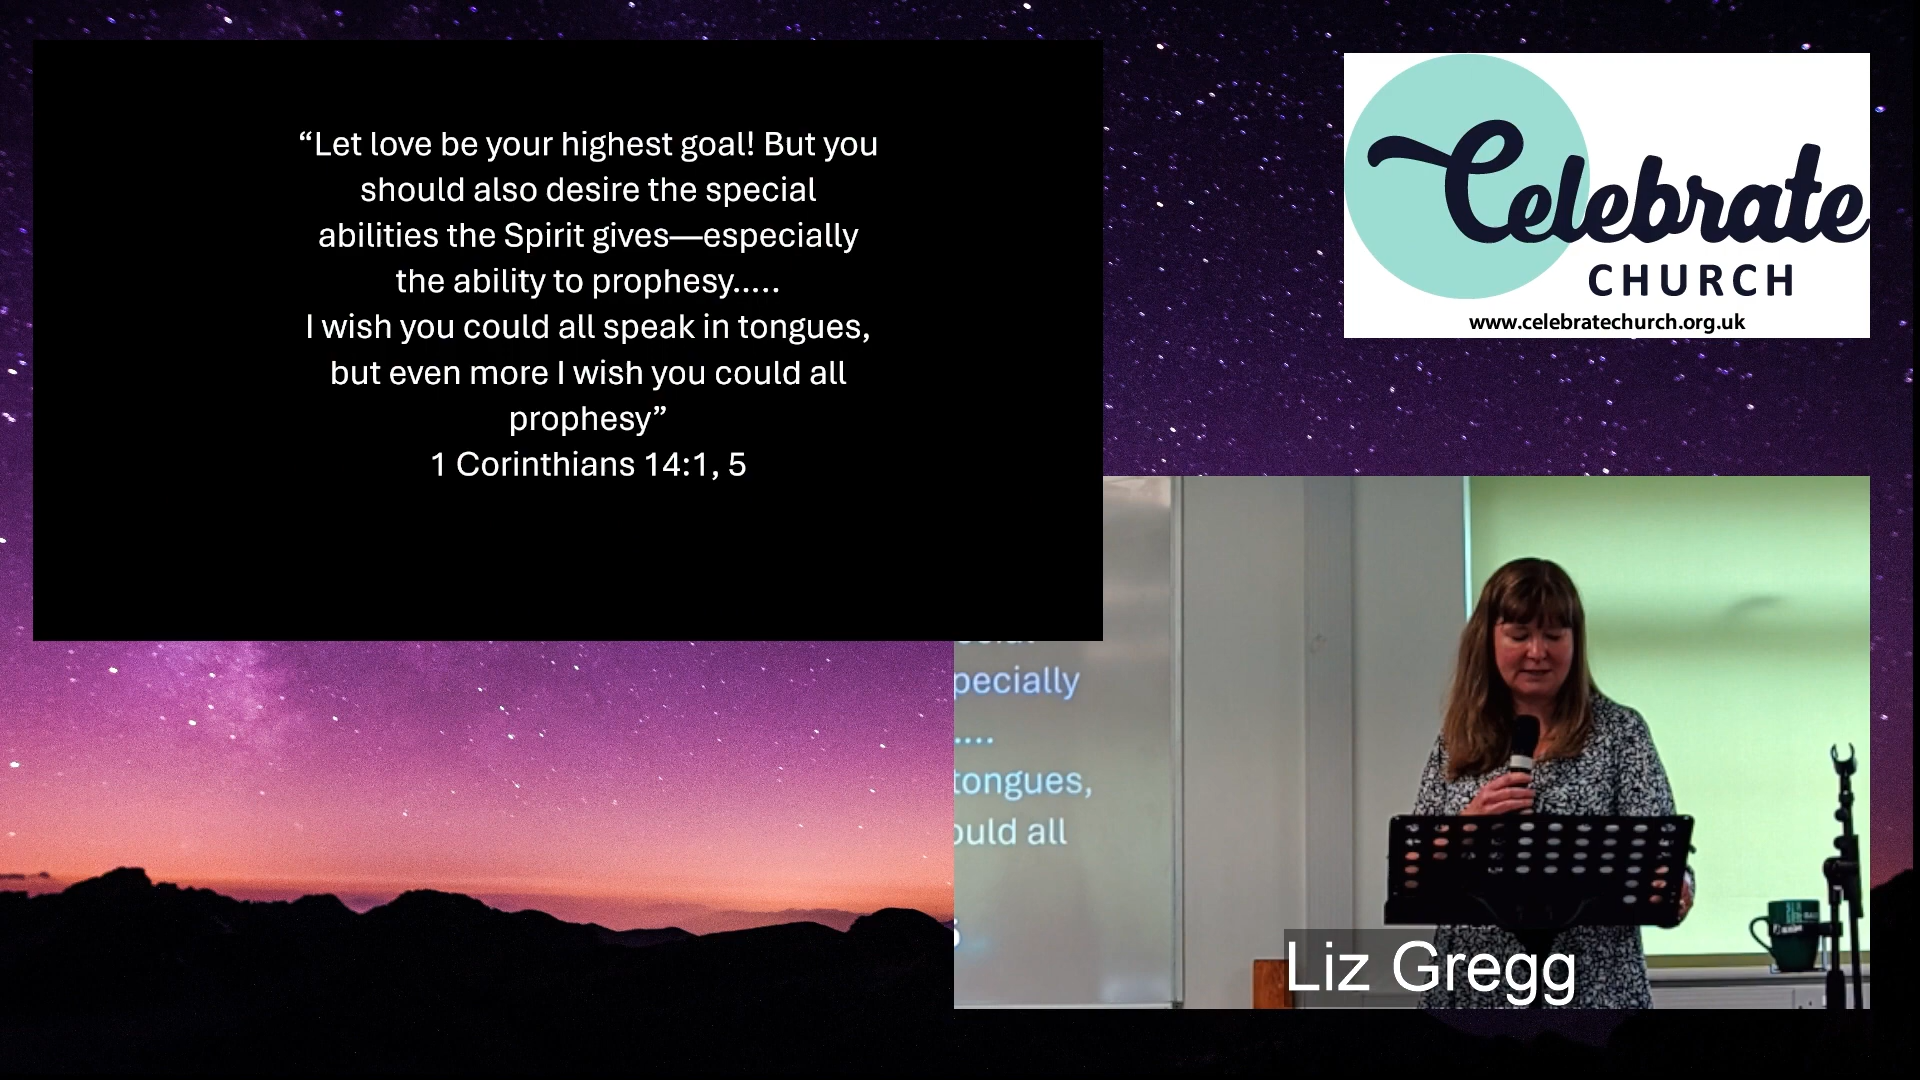 “Let love be your highest goal! But you
should also desire the special
abilities the Spirit gives—especially
the ability to prophesy.....
I wish you could all speak in tongues,
but even more I wish you could all
prophesy”
1 Corinthians 14:1, 5
Celebrate
CHURCH
www.celebratechurch.org.uk
pecially
....
tongues,
ould all
Liz Gregg